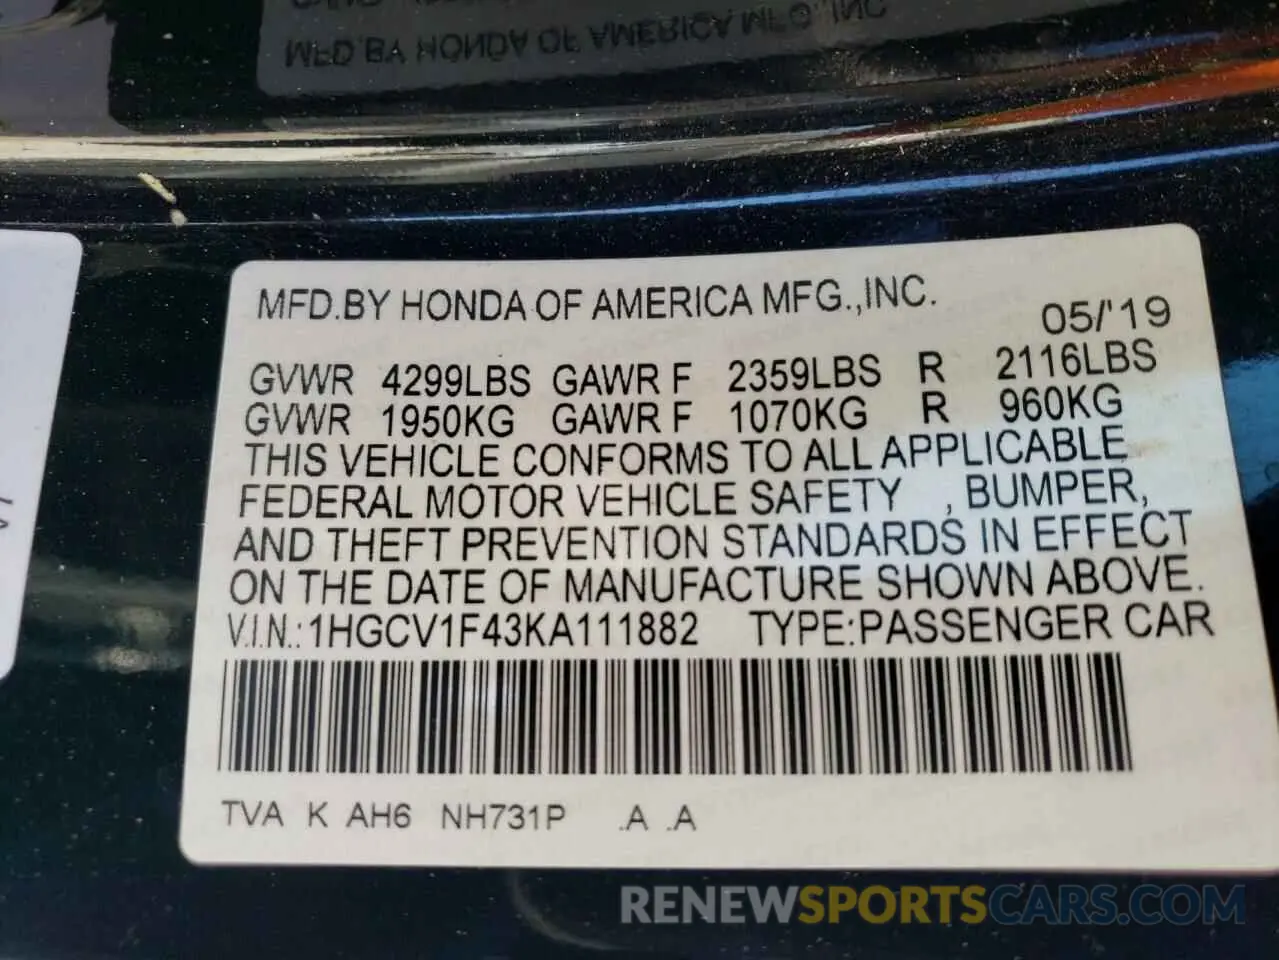 MFD.BY HONDA OF AMERICA MFG.,INC
MFD.BY HONDA OF AMERICA MFG.,INC.
05/'19
GVWR 4299LBS GAWR F 2359LBS R 2116LBS
GVWR 1950KG GAWR F 1070KG R 960KG
THIS VEHICLE CONFORMS TO ALL APPLICABLE
FEDERAL MOTOR VEHICLE SAFETY , BUMPER,
AND THEFT PREVENTION STANDARDS IN EFFECT
ON THE DATE OF MANUFACTURE SHOWN ABOVE.
V.I.N.:1HGCV1F43KA111882 TYPE:PASSENGER CAR
TVA K AH6 NH731P .A .A
RENEWSPORTSCARS.COM